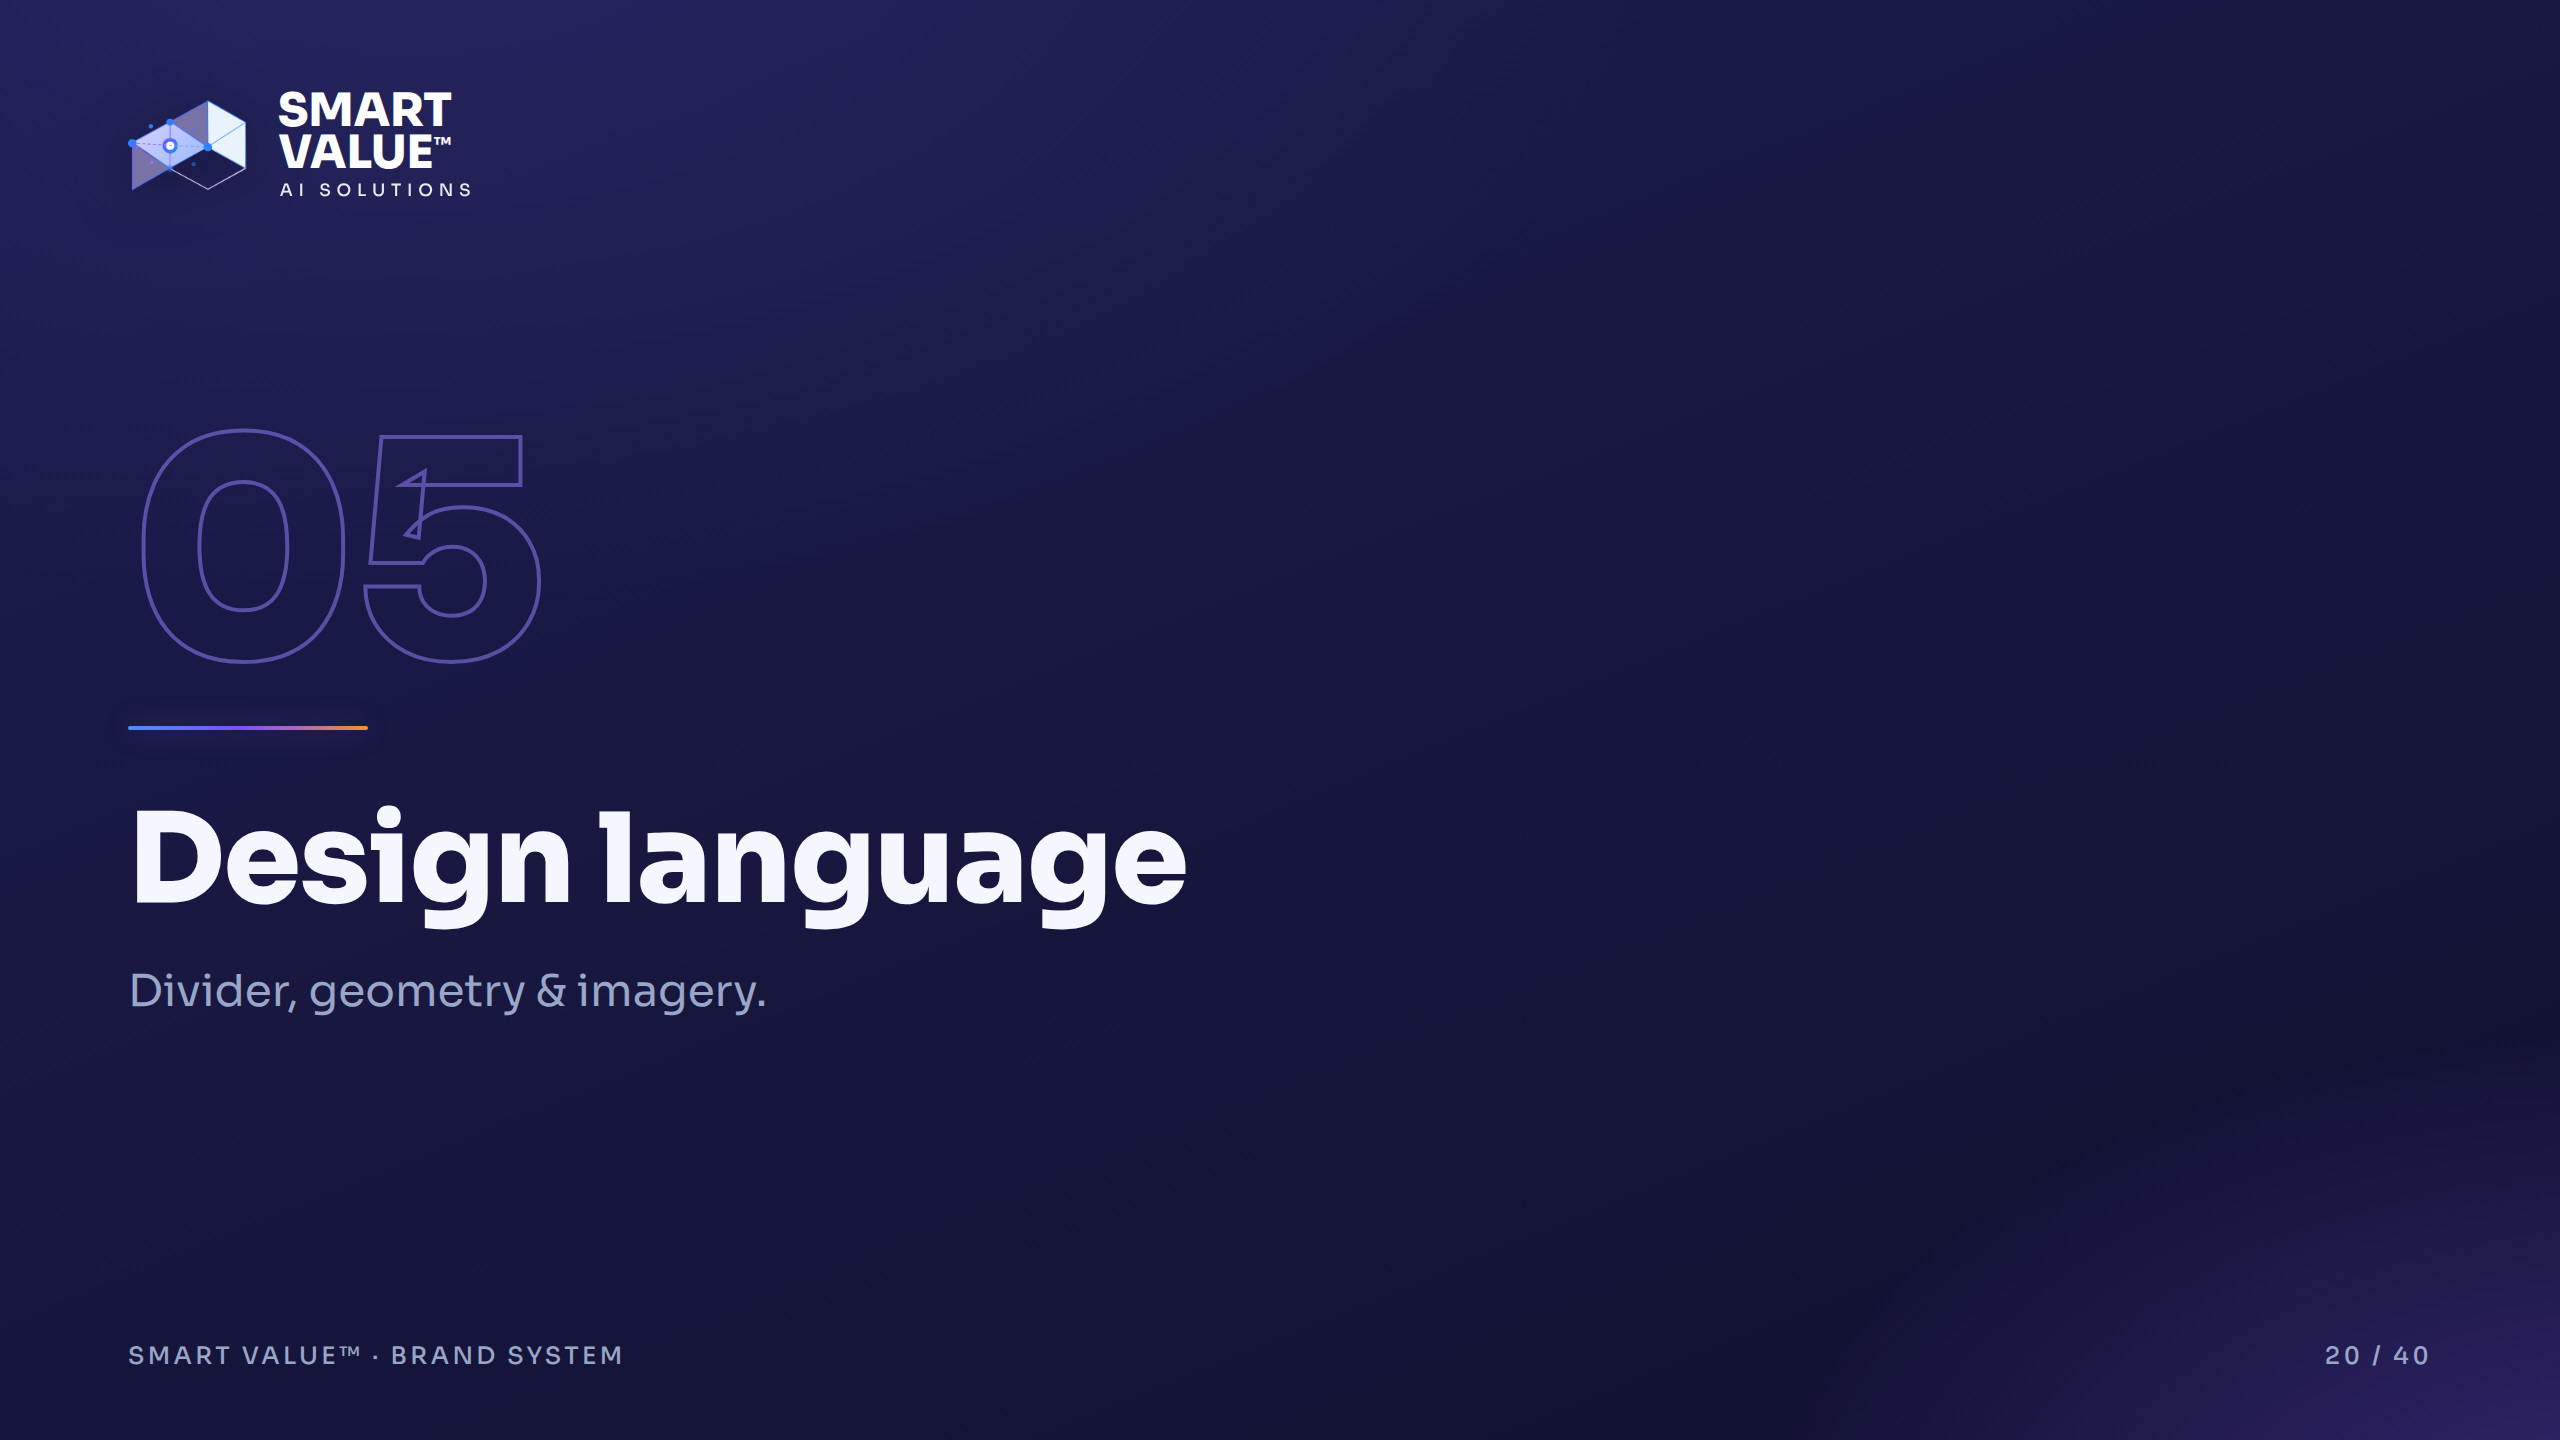 SMART
VALUE™
AI SOLUTIONS
05
Design language
Divider, geometry & imagery.
SMART VALUE™ · BRAND SYSTEM
20 / 40